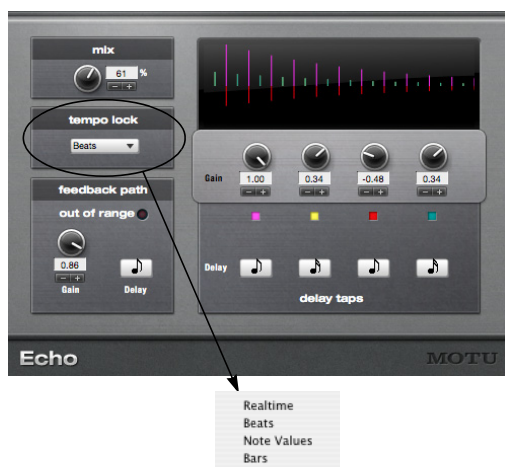 mix
61 %
tempo lock
Beats
feedback path
out of range
0.86
Gain Delay
Gain 1.00 0.34 -0.48 0.34
Delay
delay taps
Echo
MOTU
Realtime
Beats
Note Values
Bars